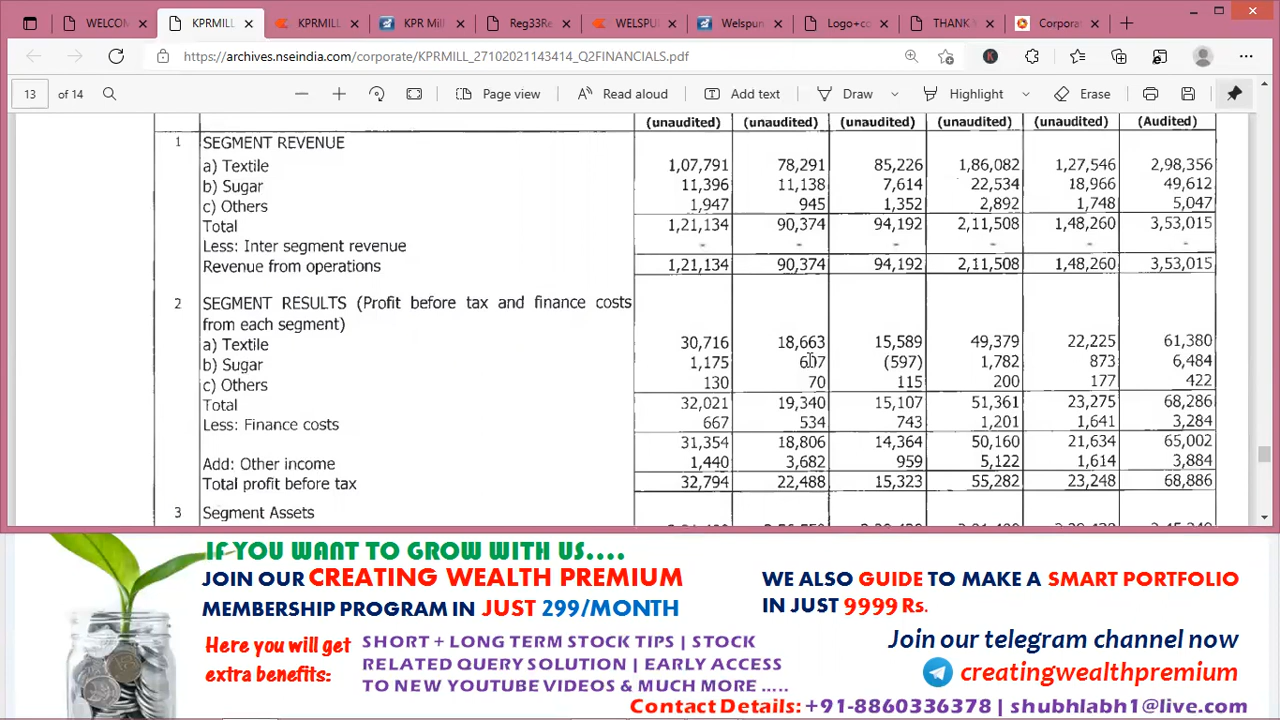 WELCOM KPRMILL KPRMILL KPR Mill Reg33Re WELSPU Welspun Logo+co THANK Corporat
https://archives.nseindia.com/corporate/KPRMILL_27102021143414_Q2FINANCIALS.pdf
13 of 14 Page view Read aloud Add text Draw Highlight Erase
(unaudited) (unaudited) (unaudited) (unaudited) (unaudited) (Audited)
1 SEGMENT REVENUE
a) Textile 1,07,791 78,291 85,226 1,86,082 1,27,546 2,98,356
b) Sugar 11,396 11,138 7,614 22,534 18,966 49,612
c) Others 1,947 945 1,352 2,892 1,748 5,047
Total 1,21,134 90,374 94,192 2,11,508 1,48,260 3,53,015
Less: Inter segment revenue - - - - - -
Revenue from operations 1,21,134 90,374 94,192 2,11,508 1,48,260 3,53,015
2 SEGMENT RESULTS (Profit before tax and finance costs
from each segment)
a) Textile 30,716 18,663 15,589 49,379 22,225 61,380
b) Sugar 1,175 607 (597) 1,782 873 6,484
c) Others 130 70 115 200 177 422
Total 32,021 19,340 15,107 51,361 23,275 68,286
Less: Finance costs 667 534 743 1,201 1,641 3,284
31,354 18,806 14,364 50,160 21,634 65,002
Add: Other income 1,440 3,682 959 5,122 1,614 3,884
Total profit before tax 32,794 22,488 15,323 55,282 23,248 68,886
3 Segment Assets
IF YOU WANT TO GROW WITH US....
JOIN OUR CREATING WEALTH PREMIUM
MEMBERSHIP PROGRAM IN JUST 299/MONTH
WE ALSO GUIDE TO MAKE A SMART PORTFOLIO
IN JUST 9999 Rs.
Here you will get
extra benefits:
SHORT + LONG TERM STOCK TIPS | STOCK
RELATED QUERY SOLUTION | EARLY ACCESS
TO NEW YOUTUBE VIDEOS & MUCH MORE .....
Join our telegram channel now
creatingwealthpremium
Contact Details: +91-8860336378 | shubhlabh1@live.com